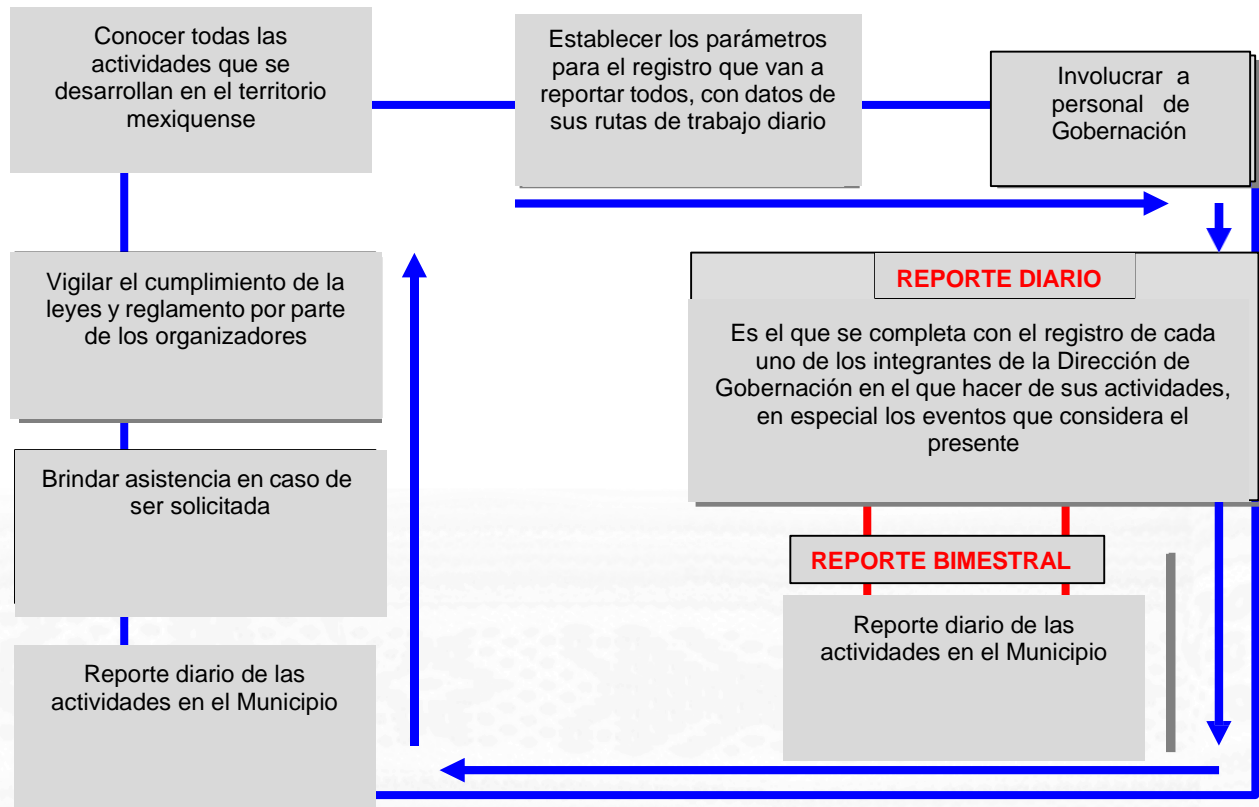 Conocer todas las
actividades que se
desarrollan en el territorio
mexiquense
Establecer los parámetros
para el registro que van a
reportar todos, con datos de
sus rutas de trabajo diario
Involucrar a
personal de
Gobernación
Vigilar el cumplimiento de la
leyes y reglamento por parte
de los organizadores
REPORTE DIARIO
Es el que se completa con el registro de cada
uno de los integrantes de la Dirección de
Gobernación en el que hacer de sus actividades,
en especial los eventos que considera el
presente
Brindar asistencia en caso de
ser solicitada
REPORTE BIMESTRAL
Reporte diario de las
actividades en el Municipio
Reporte diario de las
actividades en el Municipio